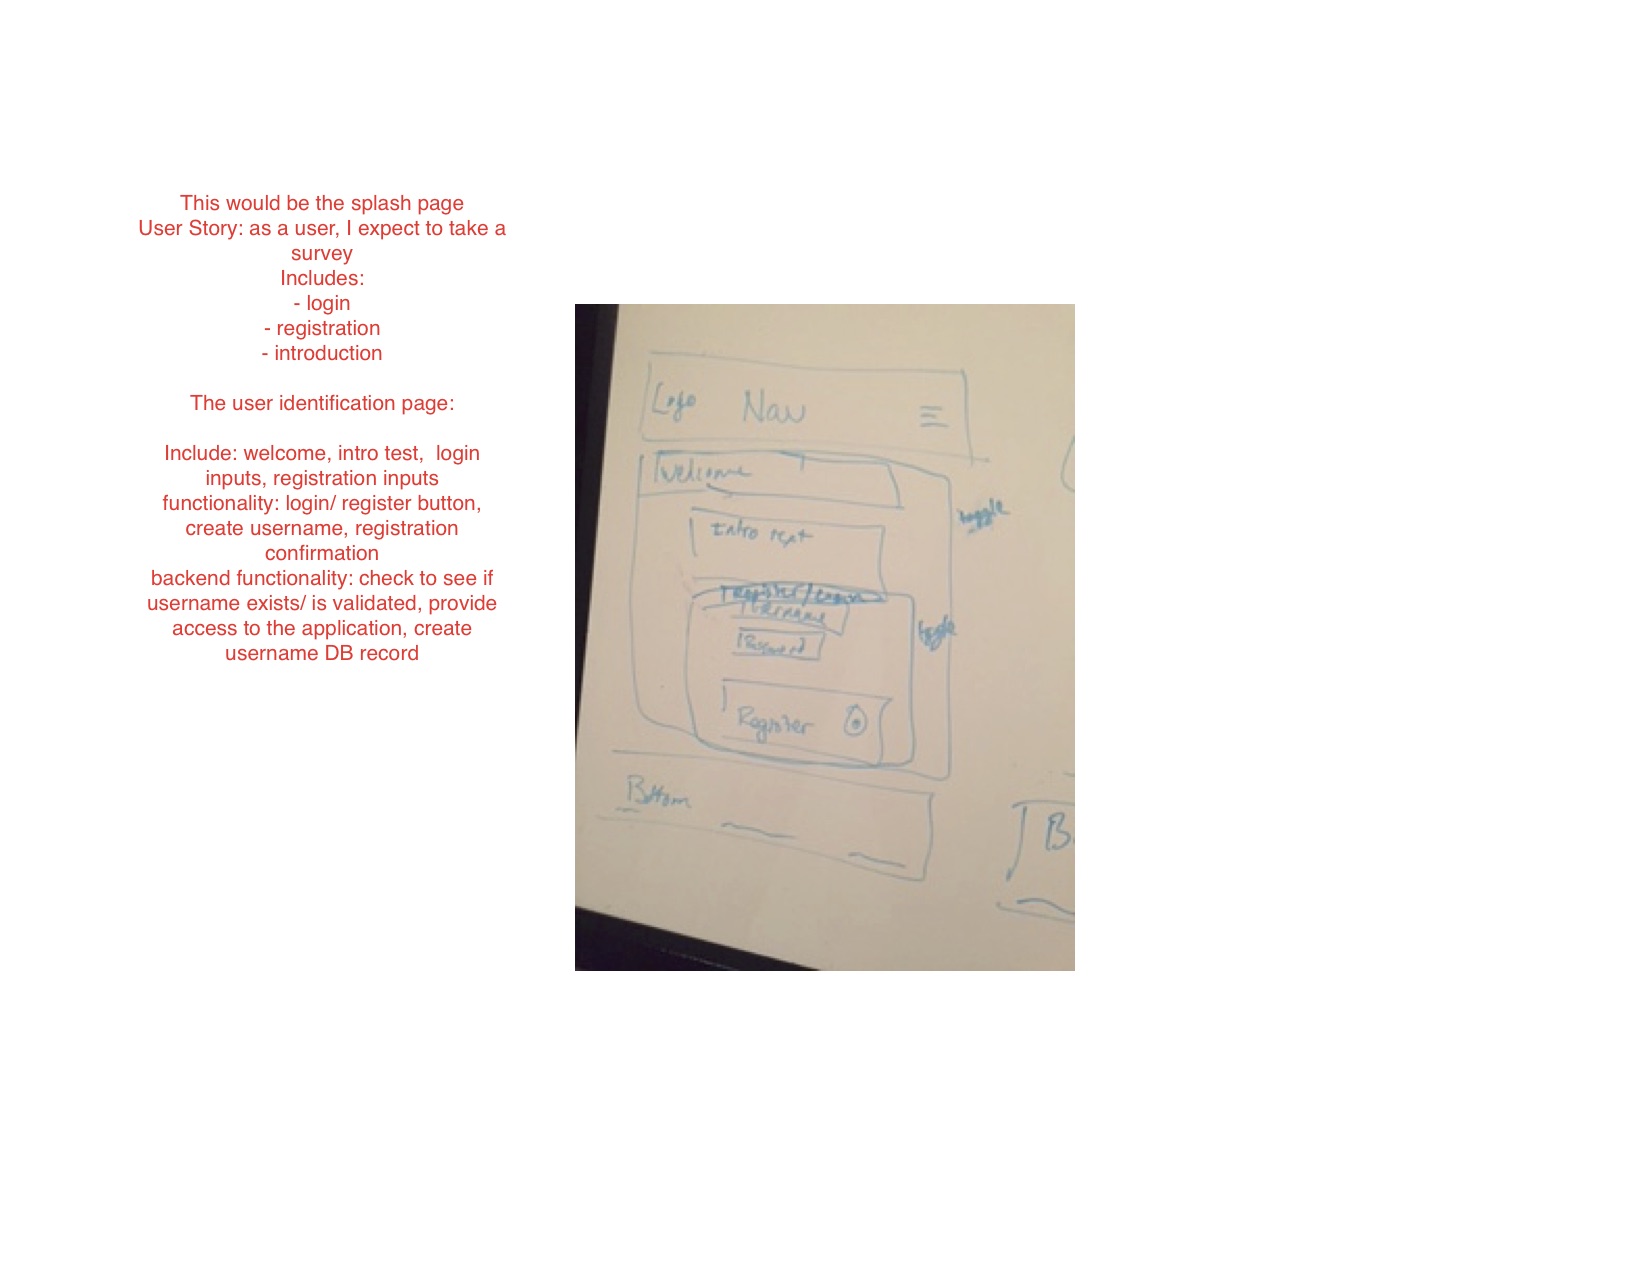 This would be the splash page
User Story: as a user, I expect to take a
survey
Includes:
- login
- registration
- introduction
The user identification page:
Include: welcome, intro test,  login
inputs, registration inputs
functionality: login/ register button,
create username, registration
confirmation
backend functionality: check to see if
username exists/ is validated, provide
access to the application, create
username DB record
Logo Nav
Welcome
toggle
Intro text
Register/
Username
toggle
Password
Register
Bottom
B